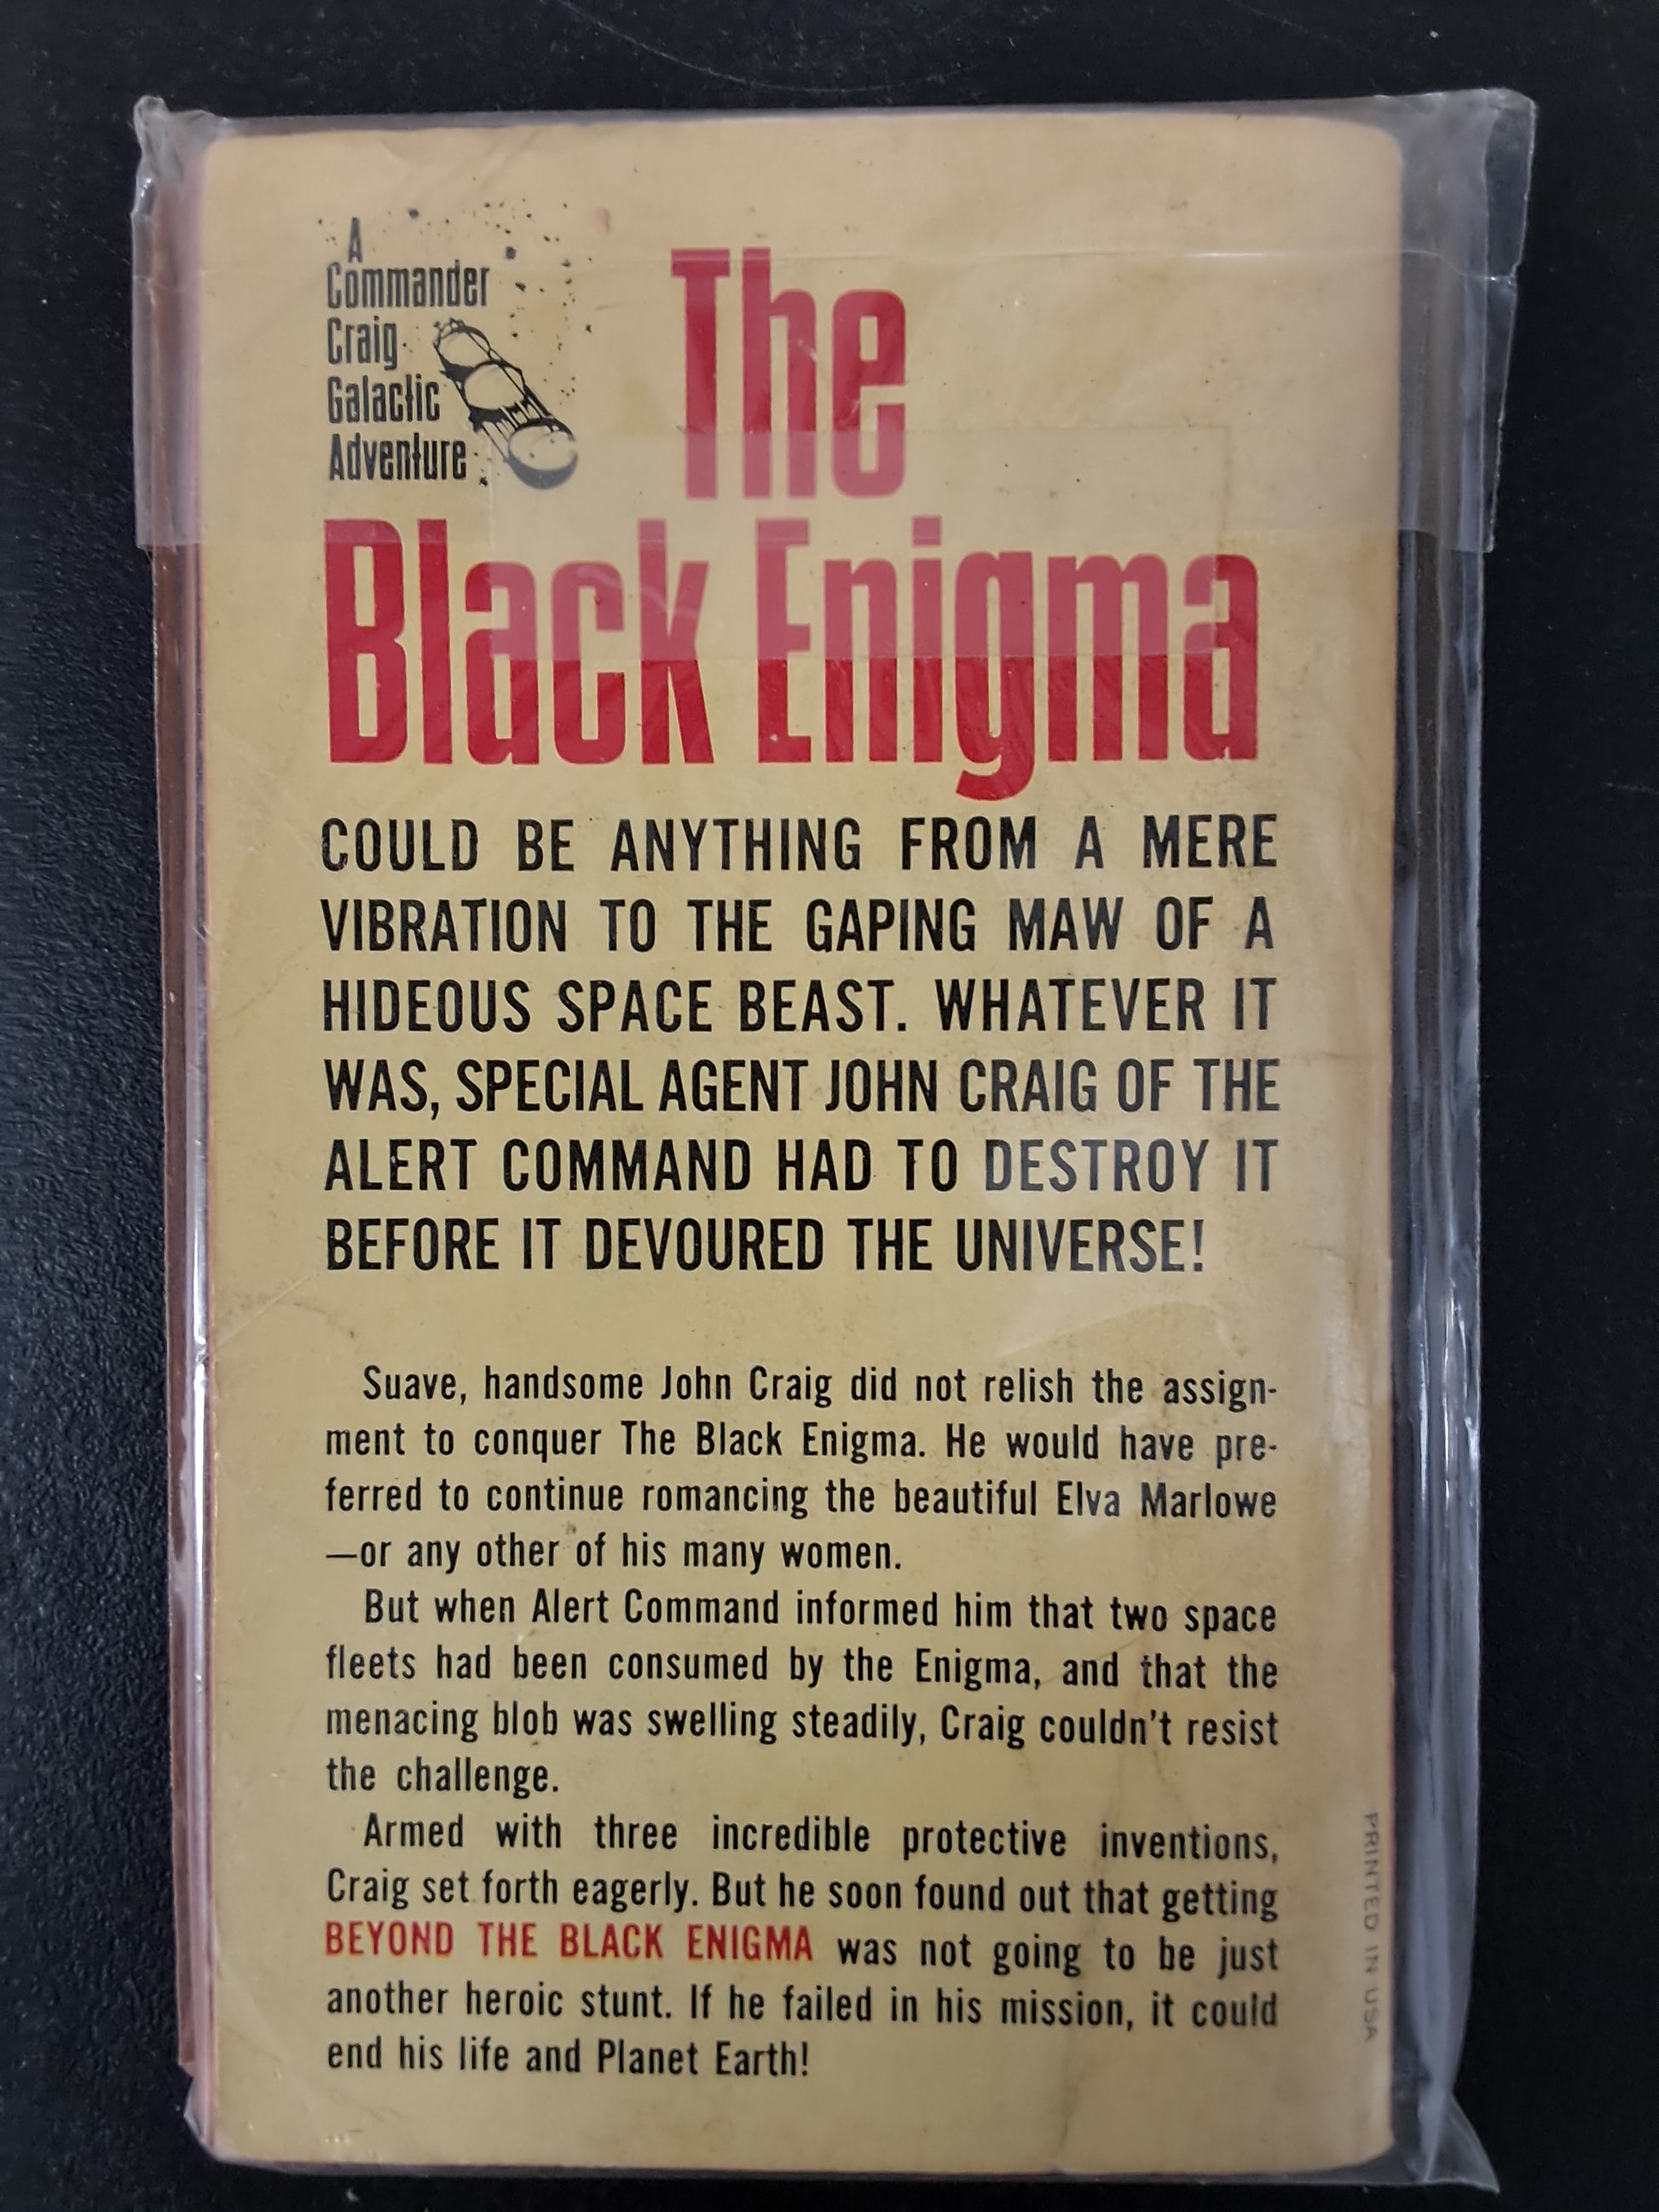 A
Commander
Craig
Galactic
Adventure
The
Black Enigma
COULD BE ANYTHING FROM A MERE
VIBRATION TO THE GAPING MAW OF A
HIDEOUS SPACE BEAST. WHATEVER IT
WAS, SPECIAL AGENT JOHN CRAIG OF THE
ALERT COMMAND HAD TO DESTROY IT
BEFORE IT DEVOURED THE UNIVERSE!
Suave, handsome John Craig did not relish the assign-
ment to conquer The Black Enigma. He would have pre-
ferred to continue romancing the beautiful Elva Marlowe
—or any other of his many women.
But when Alert Command informed him that two space
fleets had been consumed by the Enigma, and that the
menacing blob was swelling steadily, Craig couldn't resist
the challenge.
Armed with three incredible protective inventions,
Craig set forth eagerly. But he soon found out that getting
BEYOND THE BLACK ENIGMA was not going to be just
another heroic stunt. If he failed in his mission, it could
end his life and Planet Earth!
PRINTED IN USA